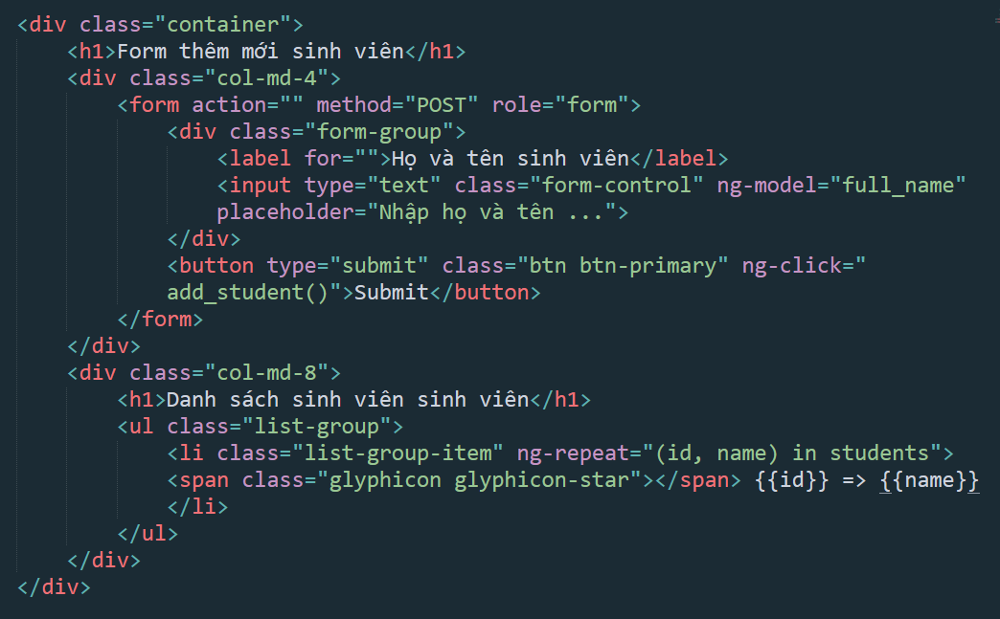 <div class="container">
    <h1>Form thêm mới sinh viên</h1>
    <div class="col-md-4">
        <form action="" method="POST" role="form">
            <div class="form-group">
                <label for="">Họ và tên sinh viên</label>
                <input type="text" class="form-control" ng-model="full_name"
                placeholder="Nhập họ và tên ...">
            </div>
            <button type="submit" class="btn btn-primary" ng-click="
            add_student()">Submit</button>
        </form>
    </div>
    <div class="col-md-8">
        <h1>Danh sách sinh viên sinh viên</h1>
        <ul class="list-group">
            <li class="list-group-item" ng-repeat="(id, name) in students">
            <span class="glyphicon glyphicon-star"></span> {{id}} => {{name}}
            </li>
        </ul>
    </div>
</div>